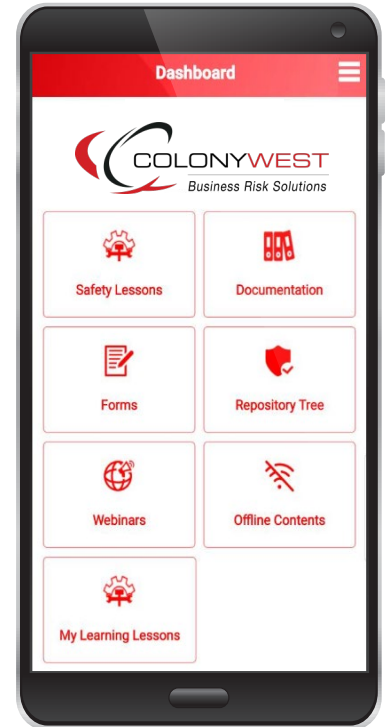 Dashboard
COLONYWEST
Business Risk Solutions
Safety Lessons
Documentation
Forms
Repository Tree
Webinars
Offline Contents
My Learning Lessons